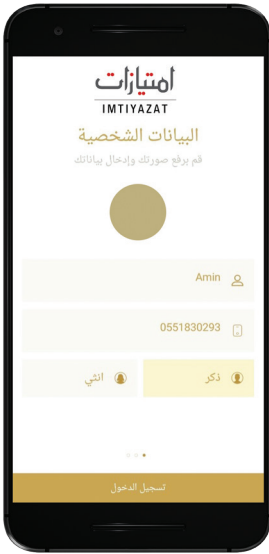 امتيازات
IMTIYAZAT
البيانات الشخصية
قم برفع صورتك وإدخال بياناتك
Amin
0551830293
ذكر
انثي
تسجيل الدخول